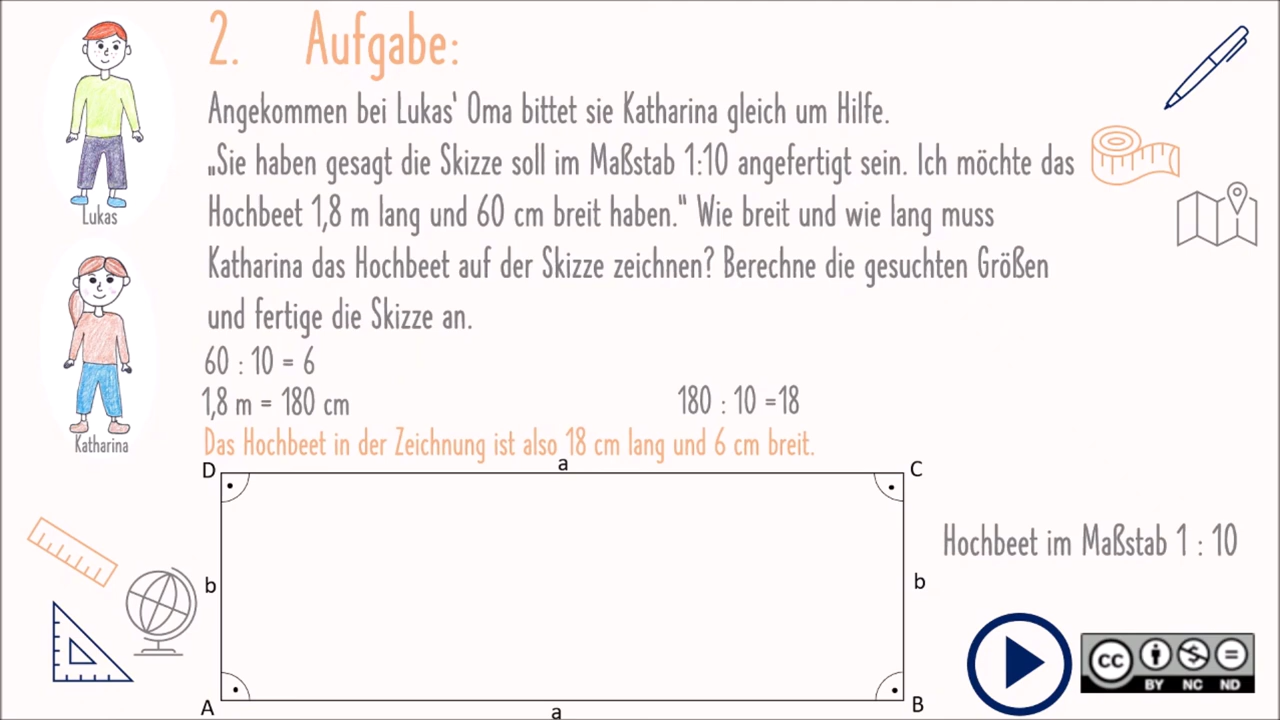 2. Aufgabe:
Angekommen bei Lukas' Oma bittet sie Katharina gleich um Hilfe.
„Sie haben gesagt die Skizze soll im Maßstab 1:10 angefertigt sein. Ich möchte das
Hochbeet 1,8 m lang und 60 cm breit haben." Wie breit und wie lang muss
Katharina das Hochbeet auf der Skizze zeichnen? Berechne die gesuchten Größen
und fertige die Skizze an.
Lukas
60 : 10 = 6
1,8 m = 180 cm 180 : 10 =18
Katharina
Das Hochbeet in der Zeichnung ist also 18 cm lang und 6 cm breit.
D a C
Hochbeet im Maßstab 1 : 10
b b
A a B
CC BY NC ND